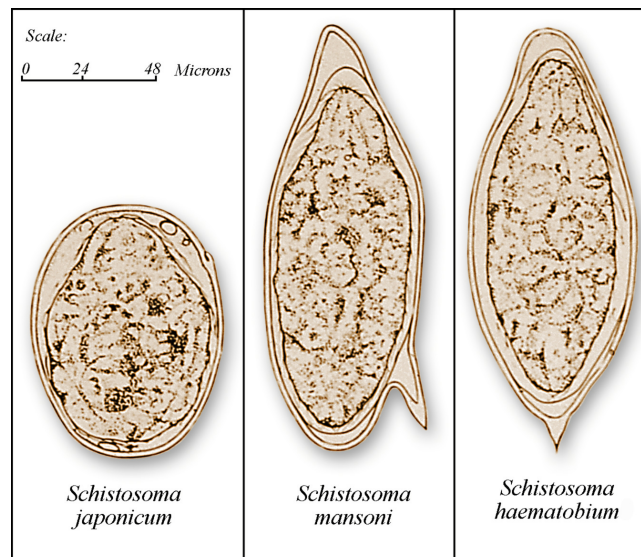 Scale:
0 24 48 Microns
Schistosoma
japonicum
Schistosoma
mansoni
Schistosoma
haematobium